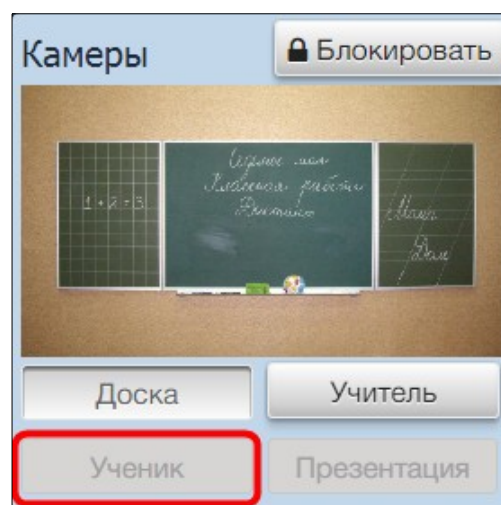 Камеры
Блокировать
1+2=3
Классная работа
Мама
Дом
Доска
Учитель
Ученик
Презентация